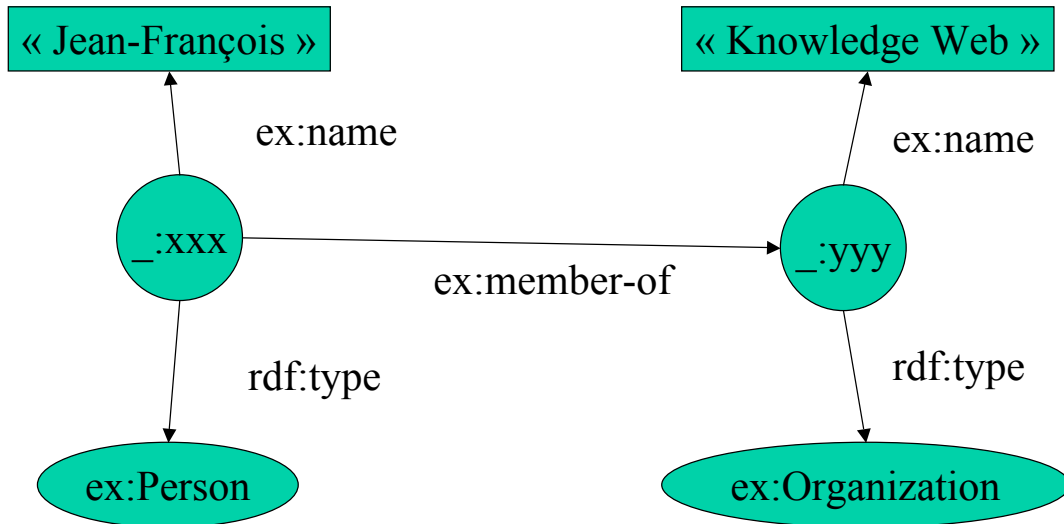 « Jean-François »
« Knowledge Web »
ex:name
ex:name
_:xxx
_:yyy
ex:member-of
rdf:type
rdf:type
ex:Person
ex:Organization